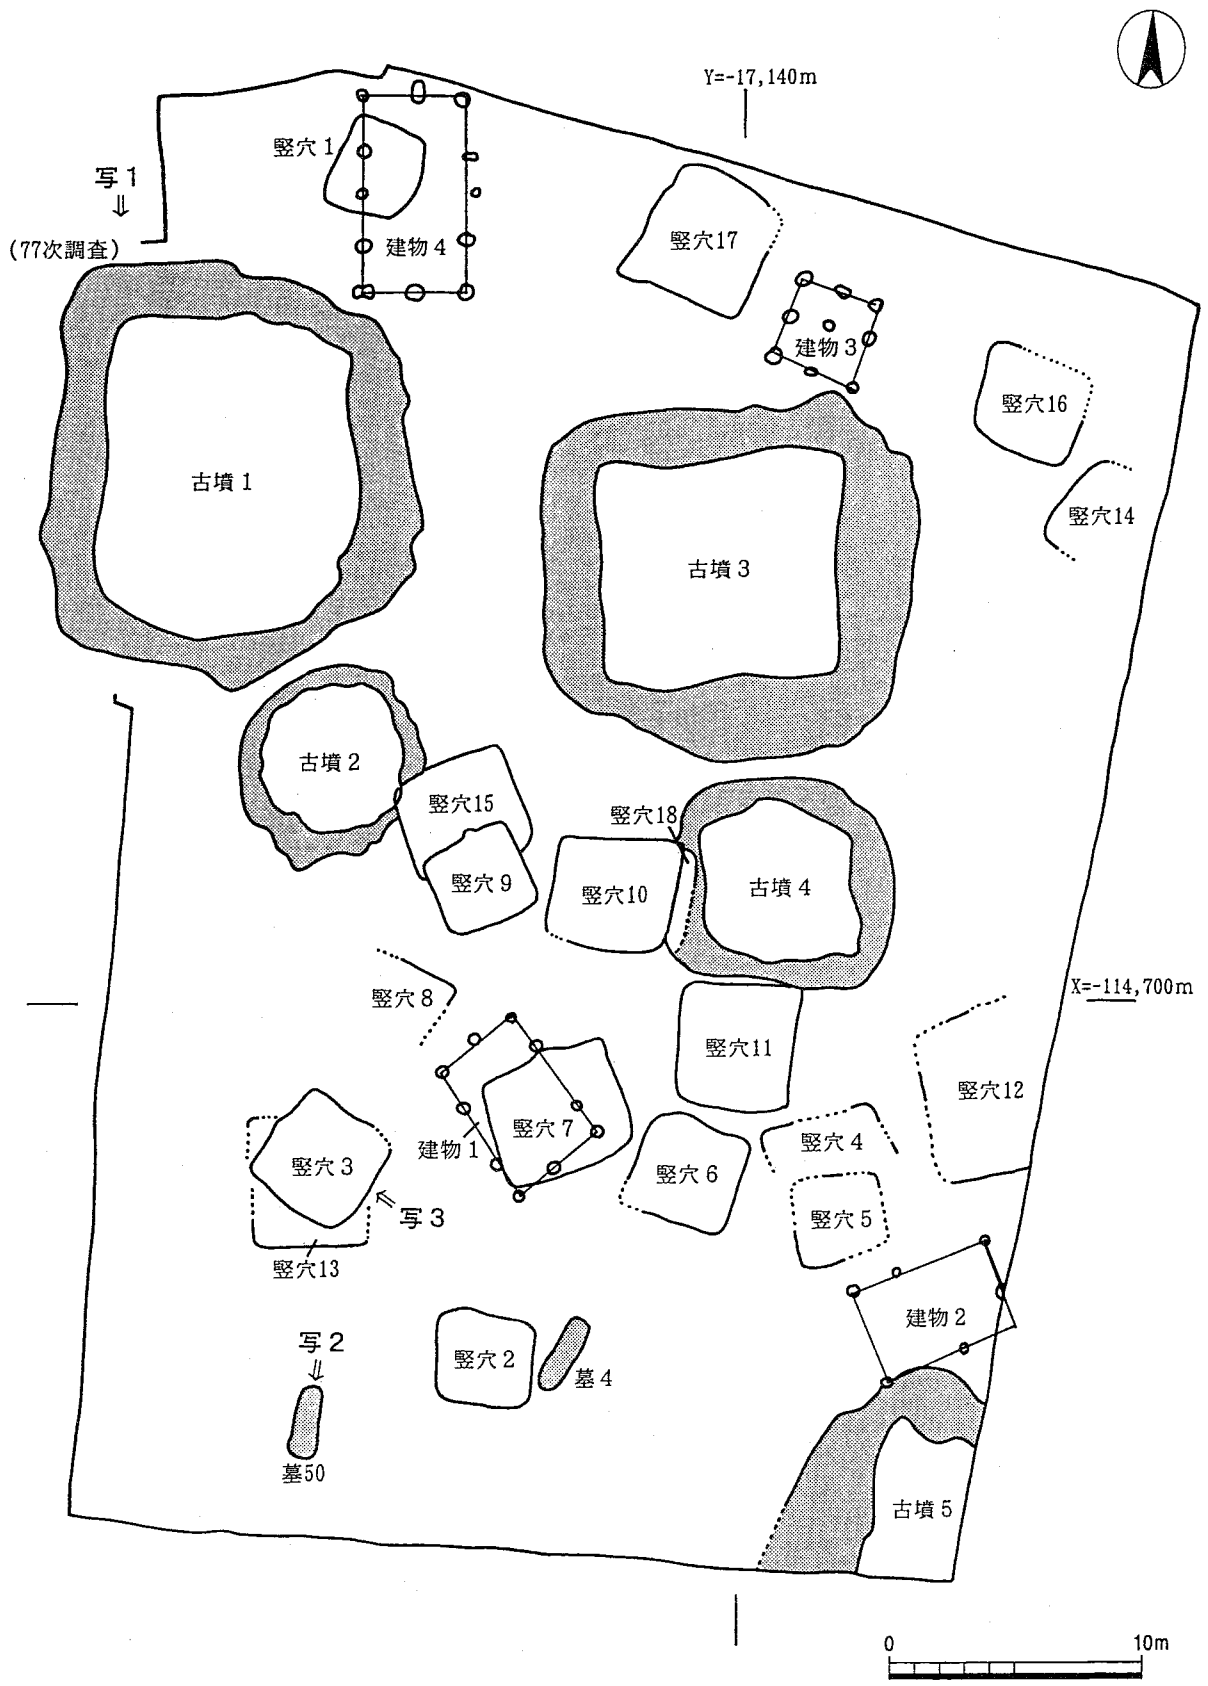 Y=-17,140m
竪穴1
写1
⇓
(77次調査)
建物4
竪穴17
建物3
竪穴16
竪穴14
古墳1
古墳3
古墳2
竪穴15
竪穴18
竪穴9
竪穴10
古墳4
竪穴8
X=-114,700m
竪穴11
竪穴12
竪穴7
建物1
竪穴4
竪穴3
竪穴6
⇐
写3
竪穴5
竪穴13
建物2
写2
⇓
竪穴2
墓4
墓50
古墳5
0 10m